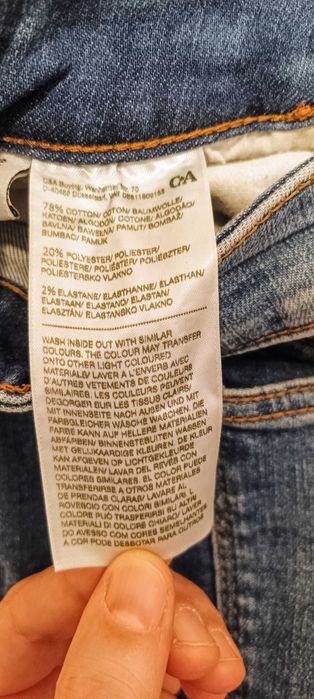 C&A
C&A Buying, Wanheimer Str. 70
D-40468 Düsseldorf,
78% COTTON/ COTON/ BAUMWOLLE/
KATOEN/ ALGODÓN/ COTONE/ ALGODÃO/
BAVLNA/ BAWEŁNA/ PAMUT/ BOMBAŽ/
BUMBAC/ PAMUK
20% POLYESTER/ POLIESTER/
POLIESTERE/ POLIÉSTER/ POLIÉSZTER/
POLIESTERSKO VLAKNO
2% ELASTANE/ ÉLASTHANNE/ ELASTHAN/
ELASTAAN/ ELASTANO/ ELASTAN/
ELASZTÁN/ ELASTANSKO VLAKNO
WASH INSIDE OUT WITH SIMILAR
COLOURS. THE COLOUR MAY TRANSFER
ONTO OTHER LIGHT COLOURED
MATERIALS/ LAVER À L'ENVERS AVEC
D'AUTRES VÊTEMENTS DE COULEURS
SIMILAIRES. LES COULEURS PEUVENT
DÉGORGER SUR LES TISSUS CLAIRS/
MIT INNENSEITE NACH AUßEN UND MIT
FARBGLEICHER WÄSCHE WASCHEN. DIE
FARBE KANN AUF HELLERE MATERIALIEN
ABFÄRBEN/ BINNENSTEBUITEN WASSEN
MET GELIJKAARDIGE KLEUREN. DE KLEUR
KAN AFGEVEN OP LICHTGEKLEURDE
MATERIALEN/ LAVAR DEL REVÉS CON
COLORES SIMILARES. EL COLOR PUEDE
TRANSFERIRSE A OTROS MATERIALES
DE PRENDAS CLARAS/ LAVARE AL
ROVESCIO CON COLORI SIMILARI. IL
COLORE PUÒ TRASFERIRSI SU ALTRI
MATERIALI DI COLORE CHIARO/ LAVAR
DO AVESSO COM CORES SEMELHANTES.
A COR PODE DESBOTAR PARA OUTROS